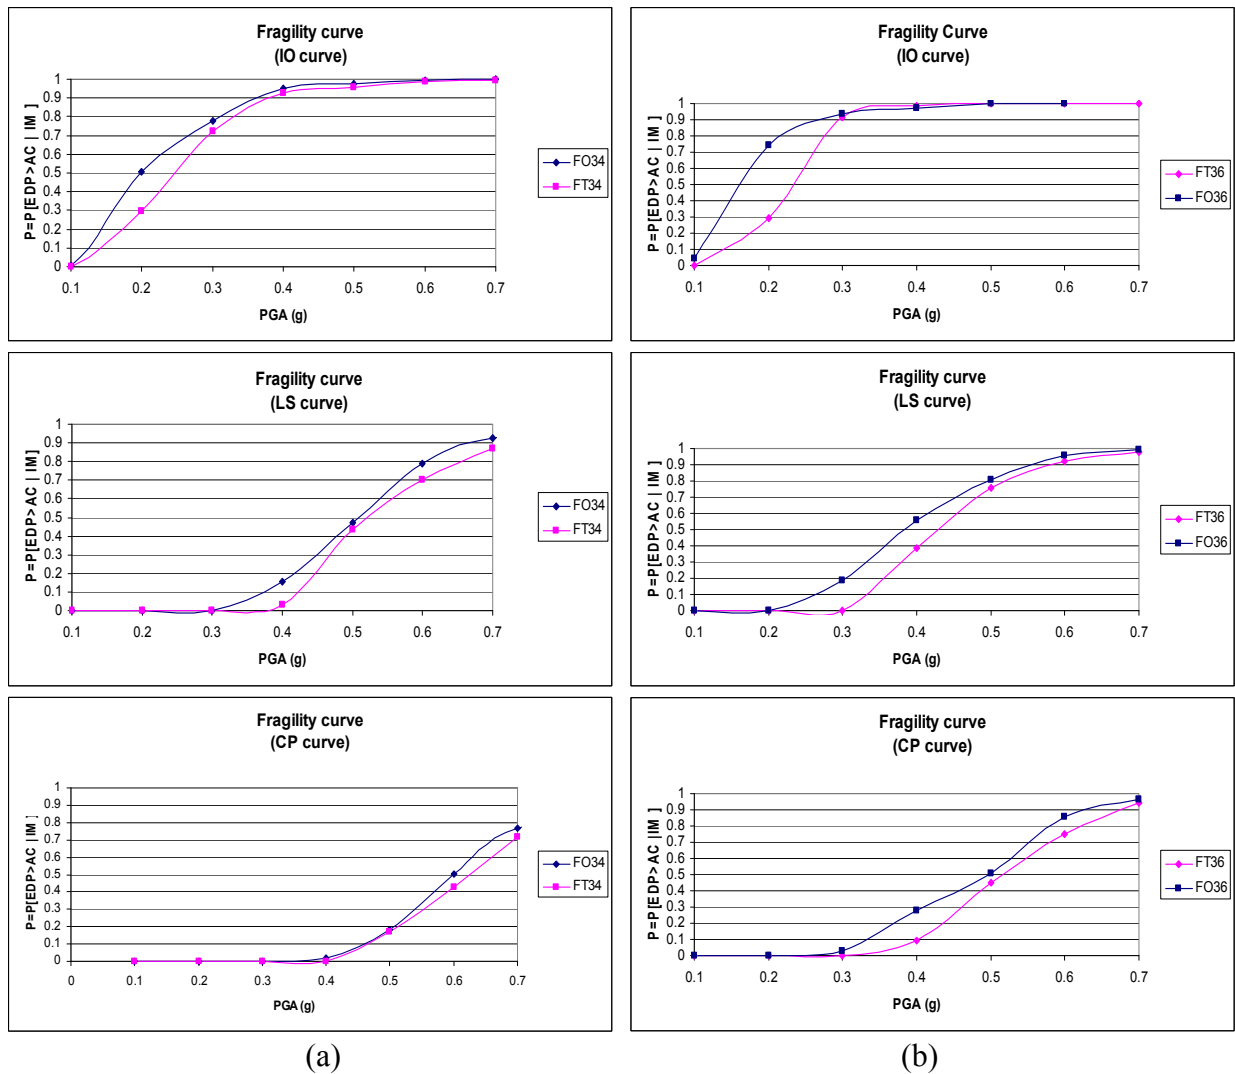 Fragility curve
(IO curve)
P=P[EDP>AC | IM ]
1
0.9
0.8
0.7
0.6
0.5
0.4
0.3
0.2
0.1
0
0.1 0.2 0.3 0.4 0.5 0.6 0.7
PGA (g)
FO34
FT34
Fragility Curve
(IO curve)
P=P[EDP>AC | IM ]
1
0.9
0.8
0.7
0.6
0.5
0.4
0.3
0.2
0.1
0
0.1 0.2 0.3 0.4 0.5 0.6 0.7
PGA (g)
FT36
FO36
Fragility curve
(LS curve)
P=P[EDP>AC | IM]
1
0.9
0.8
0.7
0.6
0.5
0.4
0.3
0.2
0.1
0
0.1 0.2 0.3 0.4 0.5 0.6 0.7
PGA (g)
FO34
FT34
Fragility curve
(LS curve)
P=P[EDP>AC | IM ]
1
0.9
0.8
0.7
0.6
0.5
0.4
0.3
0.2
0.1
0
0.1 0.2 0.3 0.4 0.5 0.6 0.7
PGA (g)
FT36
FO36
Fragility curve
(CP curve)
P=P[EDP>AC | IM ]
1
0.9
0.8
0.7
0.6
0.5
0.4
0.3
0.2
0.1
0
0 0.1 0.2 0.3 0.4 0.5 0.6 0.7
PGA (g)
FO34
FT34
Fragility curve
(CP curve)
P=P[EDP>AC |IM ]
1
0.9
0.8
0.7
0.6
0.5
0.4
0.3
0.2
0.1
0
0.1 0.2 0.3 0.4 0.5 0.6 0.7
PGA (g)
FT36
FO36
(a)
(b)